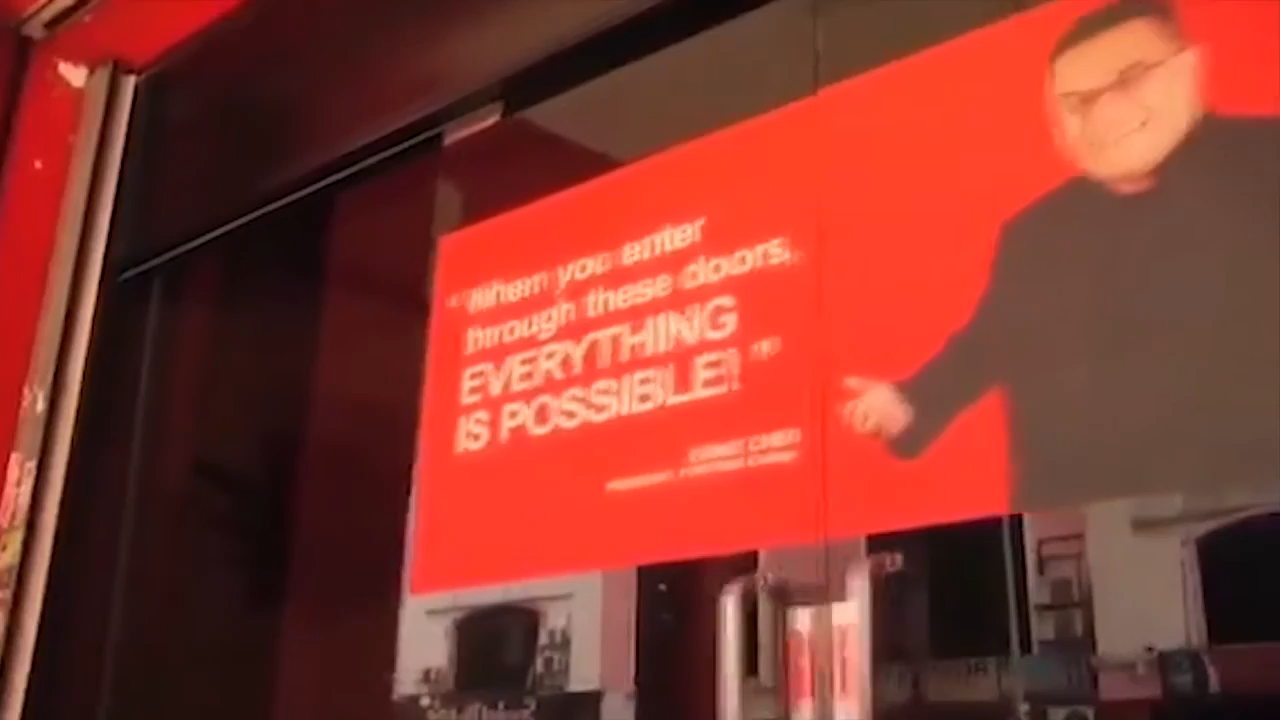 "When you enter
through these doors,
EVERYTHING
IS POSSIBLE!"